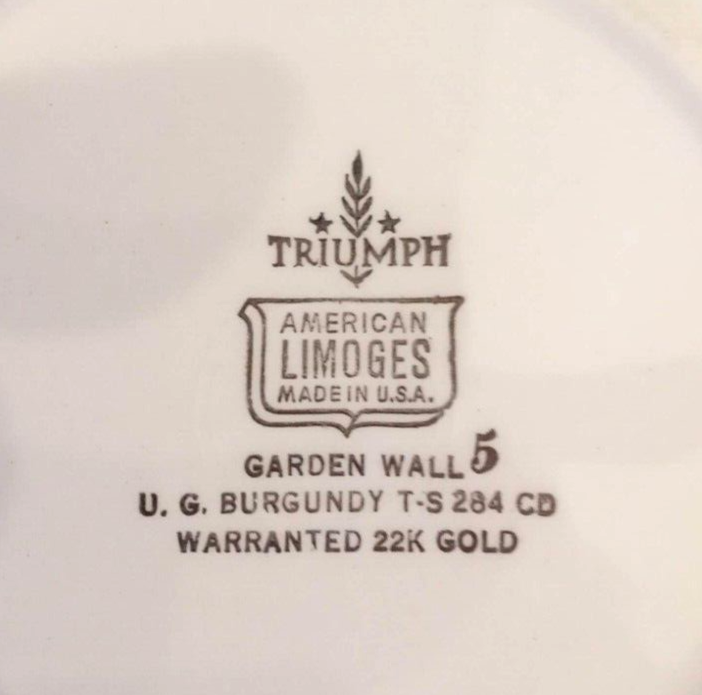 TRIUMPH
AMERICAN
LIMOGES
MADE IN U.S.A.
GARDEN WALL 5
U. G. BURGUNDY T-S 284 CD
WARRANTED 22K GOLD